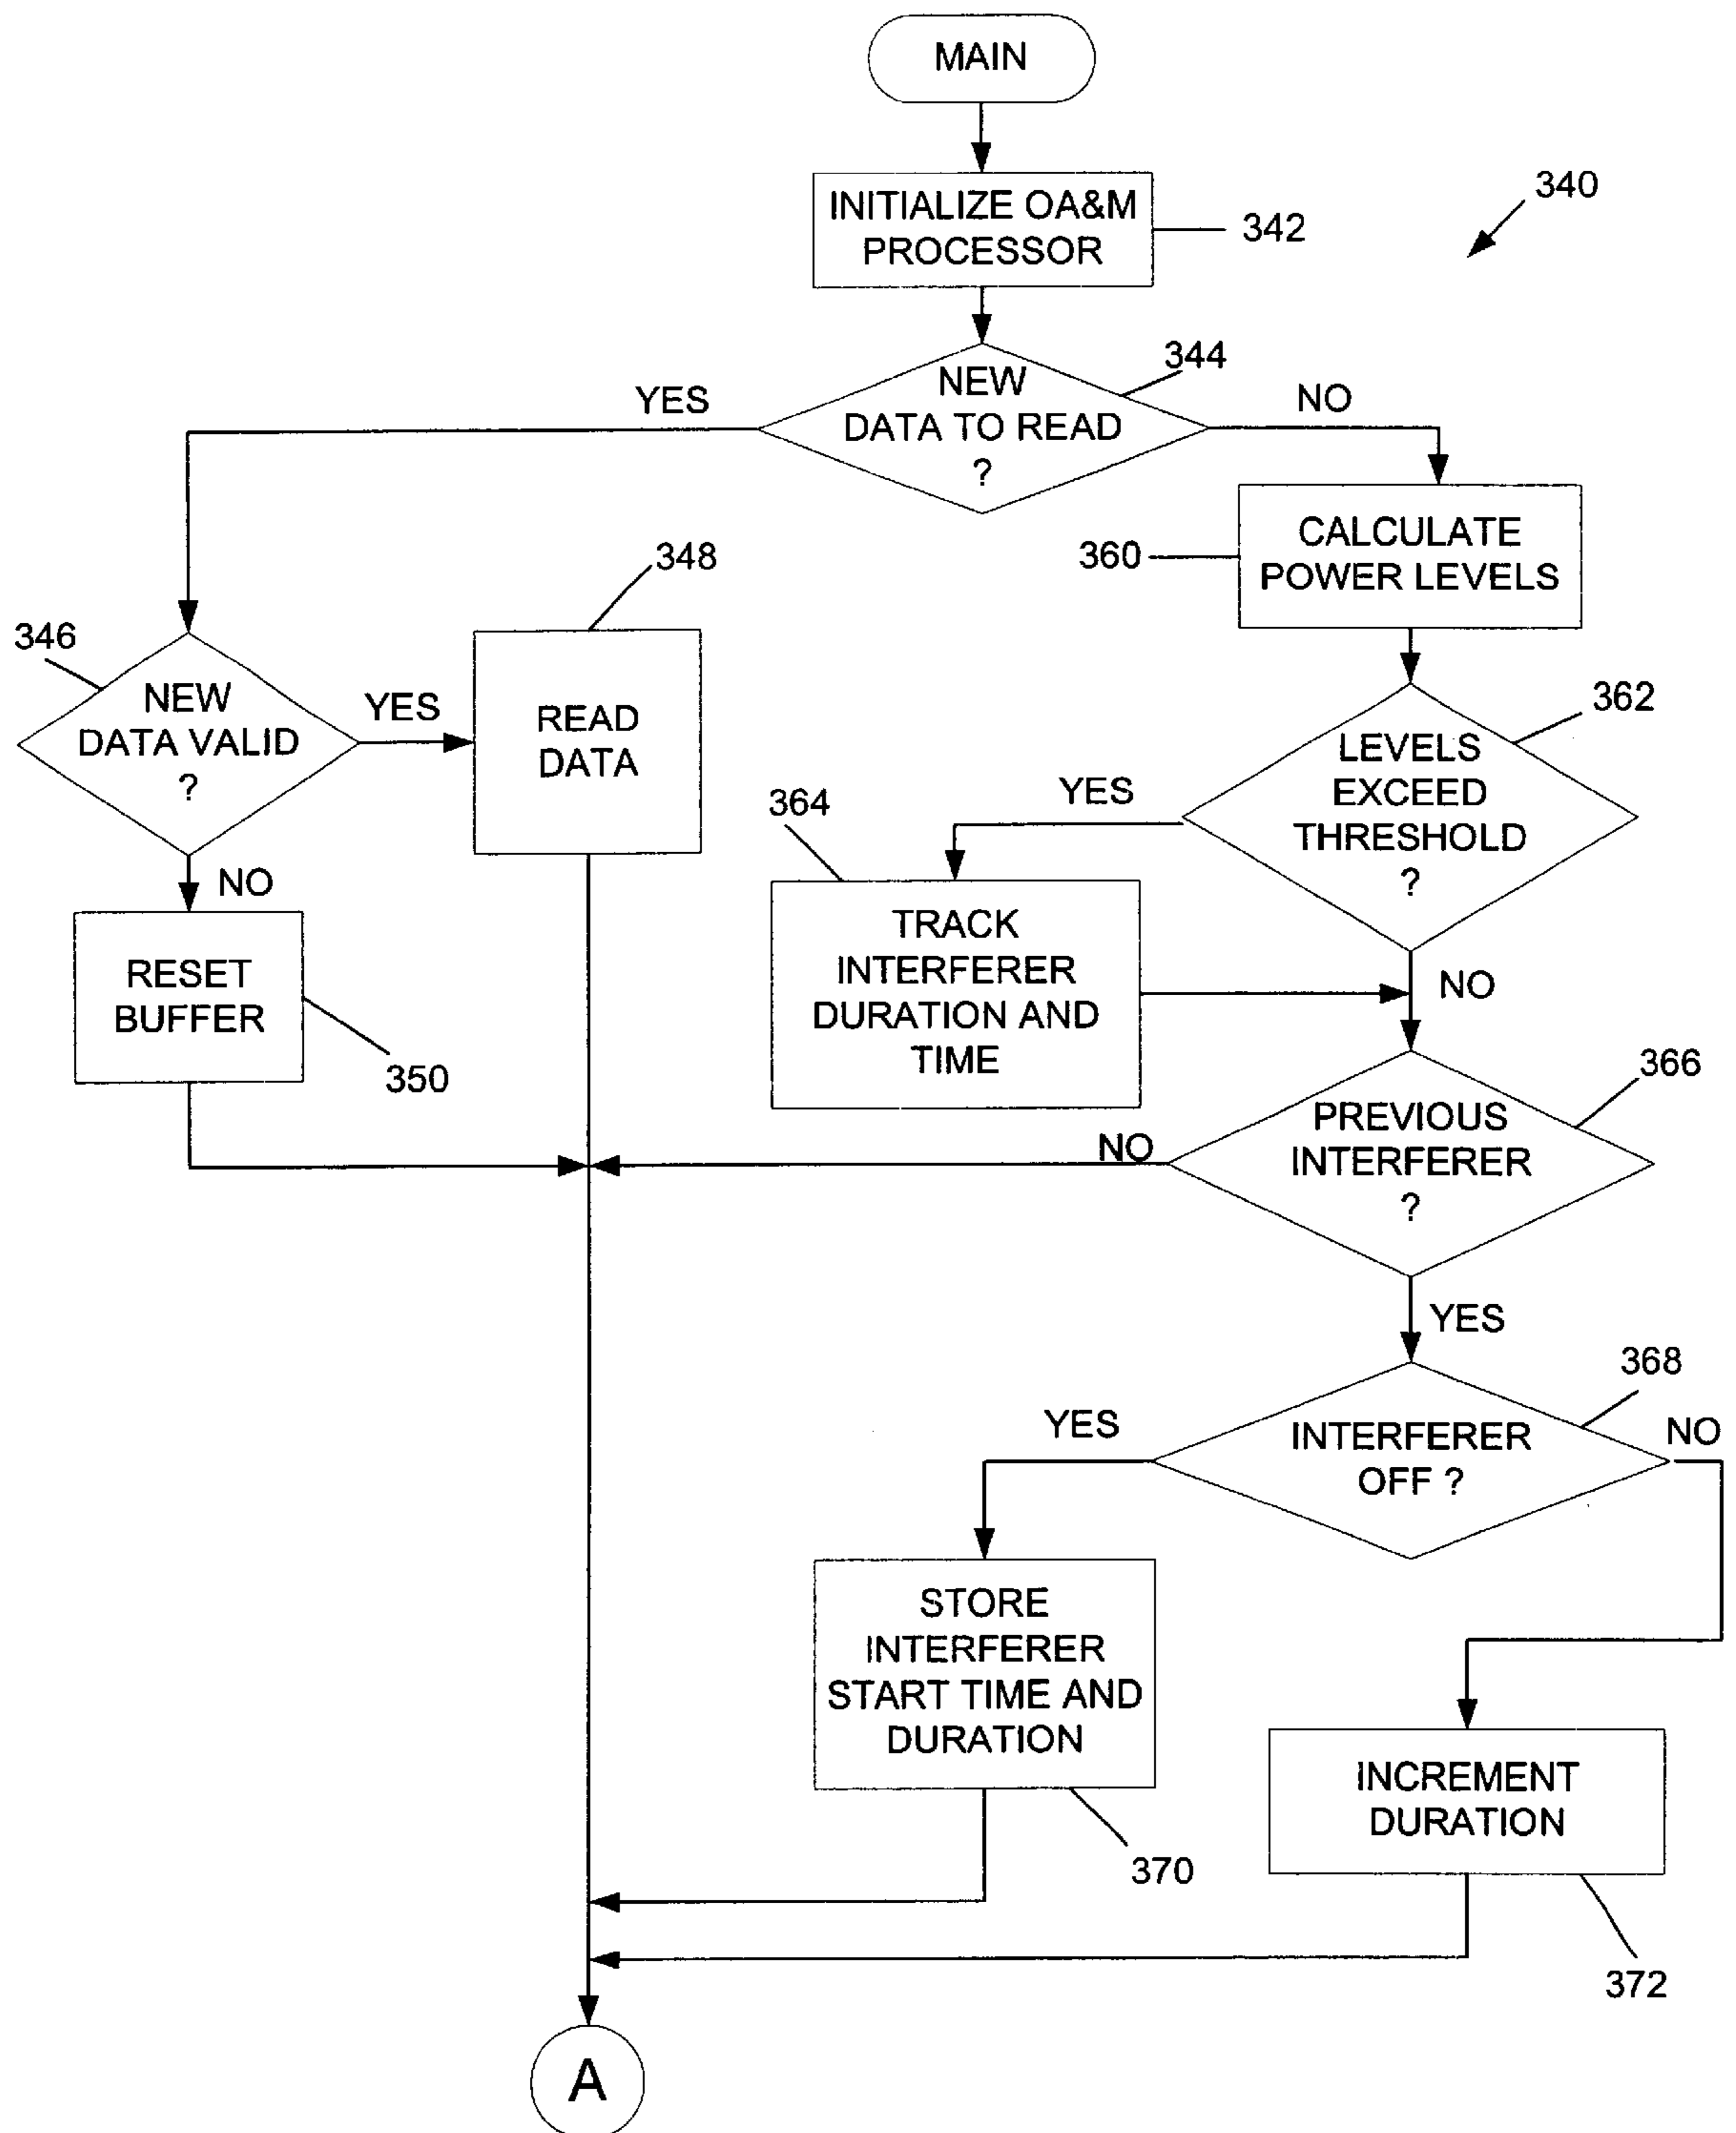 MAIN
340
INITIALIZE OA&M
PROCESSOR
342
344
NEW
DATA TO READ
?
YES
NO
CALCULATE
POWER LEVELS
360
348
346
NEW
DATA VALID
?
YES
READ
DATA
362
LEVELS
EXCEED
THRESHOLD
?
YES
364
NO
TRACK
INTERFERER
DURATION AND
TIME
NO
RESET
BUFFER
350
366
PREVIOUS
INTERFERER
?
NO
YES
368
INTERFERER
OFF ?
YES
NO
STORE
INTERFERER
START TIME AND
DURATION
370
INCREMENT
DURATION
372
A